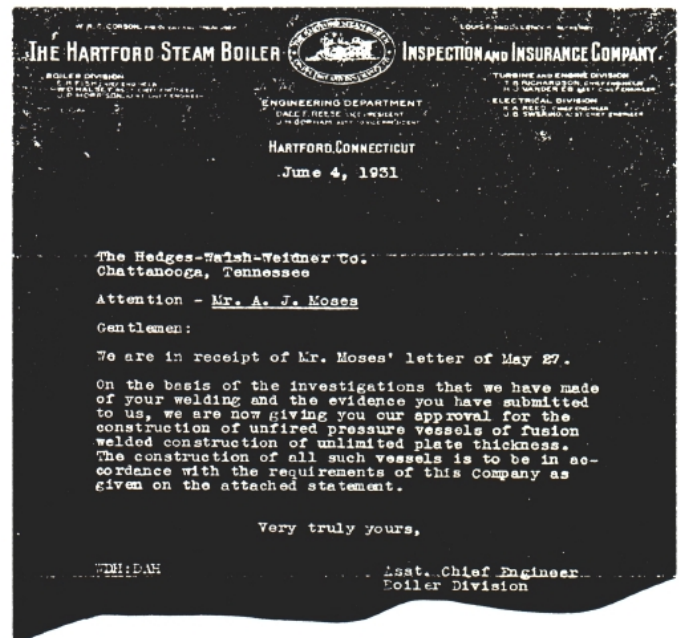 THE HARTFORD STEAM BOILER INSPECTION AND INSURANCE COMPANY
BOILER DIVISION
TURBINE AND ENGINE DIVISION
ELECTRICAL DIVISION
ENGINEERING DEPARTMENT
HARTFORD, CONNECTICUT
June 4, 1931
The Hedges-Walsh-Weidner Co.
Chattanooga, Tennessee
Attention - Mr. A. J. Moses
Gentlemen:
We are in receipt of Mr. Moses' letter of May 27.
On the basis of the investigations that we have made
of your welding and the evidence you have submitted
to us, we are now giving you our approval for the
construction of unfired pressure vessels of fusion
welded construction of unlimited plate thickness.
The construction of all such vessels is to be in ac-
cordance with the requirements of this Company as
given on the attached statement.
Very truly yours,
WDH:DAH
Asst. Chief Engineer
Boiler Division